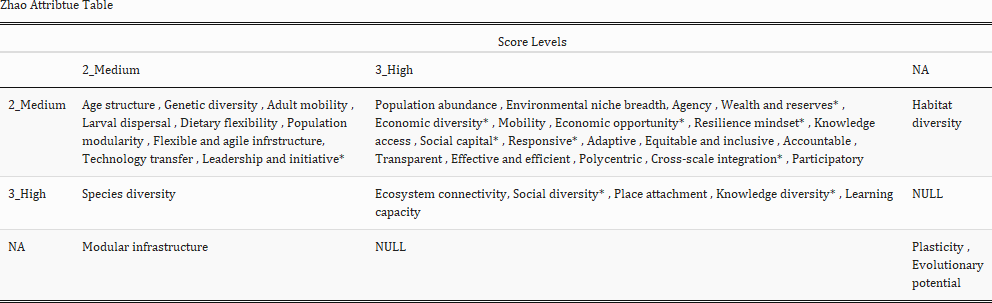 Zhao Attribtue Table
Score Levels
2_Medium 3_High NA
2_Medium Age structure , Genetic diversity , Adult mobility , Population abundance , Environmental niche breadth, Agency , Wealth and reserves* , Habitat
Larval dispersal , Dietary flexibility , Population Economic diversity* , Mobility , Economic opportunity* , Resilience mindset* , Knowledge diversity
modularity , Flexible and agile infrstructure, access , Social capital* , Responsive* , Adaptive , Equitable and inclusive , Accountable ,
Technology transfer , Leadership and initiative* Transparent , Effective and efficient , Polycentric , Cross-scale integration* , Participatory
3_High Species diversity Ecosystem connectivity, Social diversity* , Place attachment , Knowledge diversity* , Learning NULL
capacity
NA Modular infrastructure NULL Plasticity ,
Evolutionary
potential